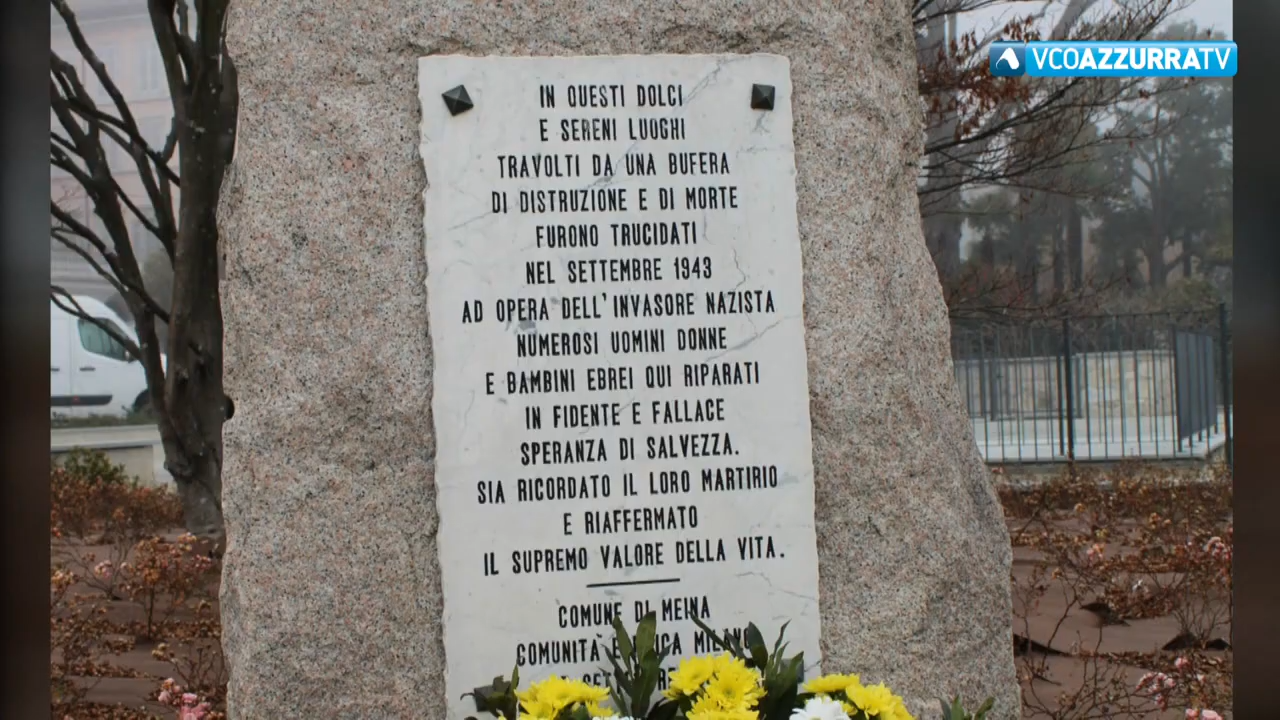 VCOAZZURRATV
IN QUESTI DOLCI
E SERENI LUOGHI
TRAVOLTI DA UNA BUFERA
DI DISTRUZIONE E DI MORTE
FURONO TRUCIDATI
NEL SETTEMBRE 1943
AD OPERA DELL'INVASORE NAZISTA
NUMEROSI UOMINI DONNE
E BAMBINI EBREI QUI RIPARATI
IN FIDENTE E FALLACE
SPERANZA DI SALVEZZA.
SIA RICORDATO IL LORO MARTIRIO
E RIAFFERMATO
IL SUPREMO VALORE DELLA VITA.
COMUNE DI MEINA
COMUNITÀ MILANO